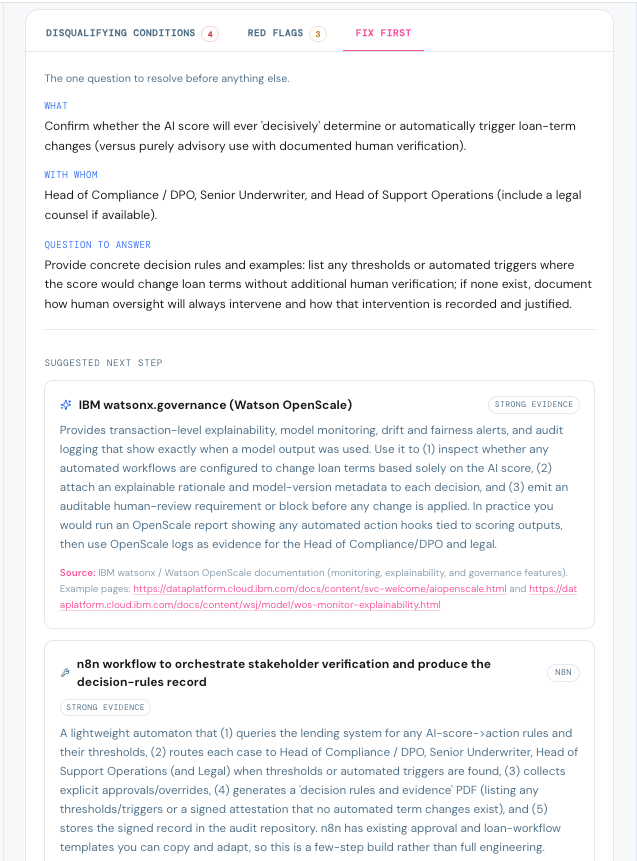 DISQUALIFYING CONDITIONS 4 RED FLAGS 3 FIX FIRST
The one question to resolve before anything else.
WHAT
Confirm whether the AI score will ever 'decisively' determine or automatically trigger loan-term
changes (versus purely advisory use with documented human verification).
WITH WHOM
Head of Compliance / DPO, Senior Underwriter, and Head of Support Operations (include a legal
counsel if available).
QUESTION TO ANSWER
Provide concrete decision rules and examples: list any thresholds or automated triggers where
the score would change loan terms without additional human verification; if none exist, document
how human oversight will always intervene and how that intervention is recorded and justified.
SUGGESTED NEXT STEP
IBM watsonx.governance (Watson OpenScale) STRONG EVIDENCE
Provides transaction-level explainability, model monitoring, drift and fairness alerts, and audit
logging that show exactly when a model output was used. Use it to (1) inspect whether any
automated workflows are configured to change loan terms based solely on the AI score, (2)
attach an explainable rationale and model-version metadata to each decision, and (3) emit an
auditable human-review requirement or block before any change is applied. In practice you
would run an OpenScale report showing any automated action hooks tied to scoring outputs,
then use OpenScale logs as evidence for the Head of Compliance/DPO and legal.
Source: IBM watsonx / Watson OpenScale documentation (monitoring, explainability, and governance features).
Example pages: https://dataplatform.cloud.ibm.com/docs/content/svc-welcome/aiopenscale.html and https://dat
aplatform.cloud.ibm.com/docs/content/wsj/model/wos-monitor-explainability.html
n8n workflow to orchestrate stakeholder verification and produce the
decision-rules record
N8N
STRONG EVIDENCE
A lightweight automaton that (1) queries the lending system for any AI-score->action rules and
their thresholds, (2) routes each case to Head of Compliance / DPO, Senior Underwriter, Head of
Support Operations (and Legal) when thresholds or automated triggers are found, (3) collects
explicit approvals/overrides, (4) generates a 'decision rules and evidence' PDF (listing any
thresholds/triggers or a signed attestation that no automated term changes exist), and (5)
stores the signed record in the audit repository. n8n has existing approval and loan-workflow
templates you can copy and adapt, so this is a few-step build rather than full engineering.